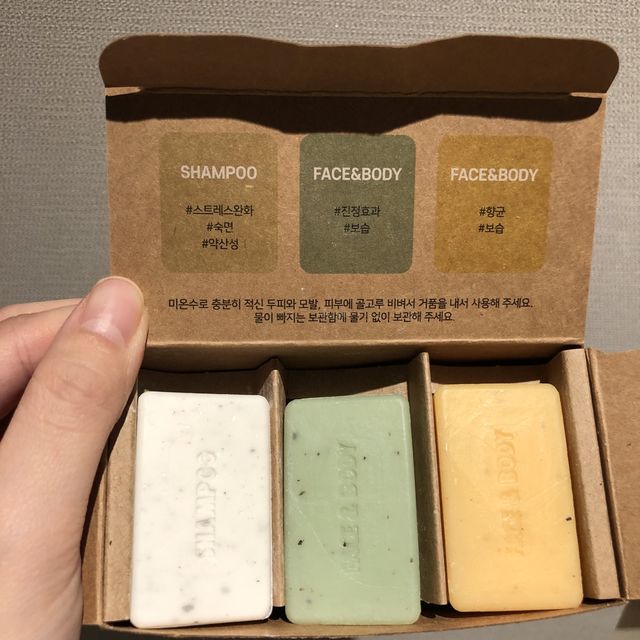 SHAMPOO
#스트레스완화
#숙면
#약산성
FACE&BODY
#진정효과
#보습
FACE&BODY
#향균
#보습
미온수로 충분히 적신 두피와 모발, 피부에 골고루 비벼서 거품을 내서 사용해 주세요.
물이 빠지는 보관함에 물기 없이 보관해 주세요.
SHAMPOO
FACE & BODY
FACE & BODY